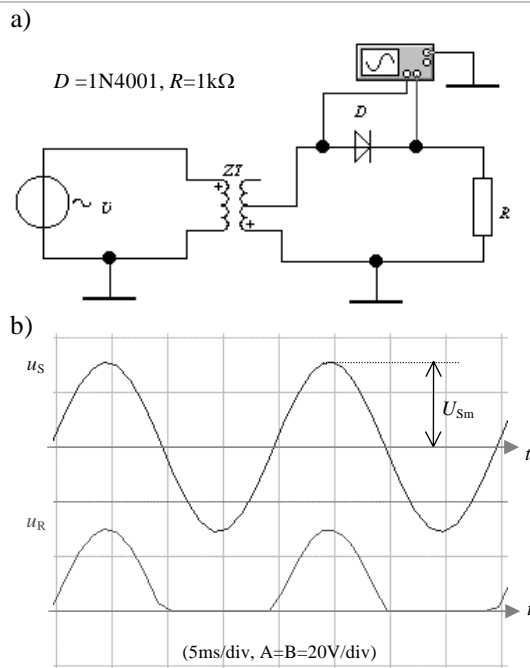 a)
D =1N4001, R=1kΩ
D
ZT
+
~ U
+
R
b)
uS
USm
t
uR
t
(5ms/div, A=B=20V/div)